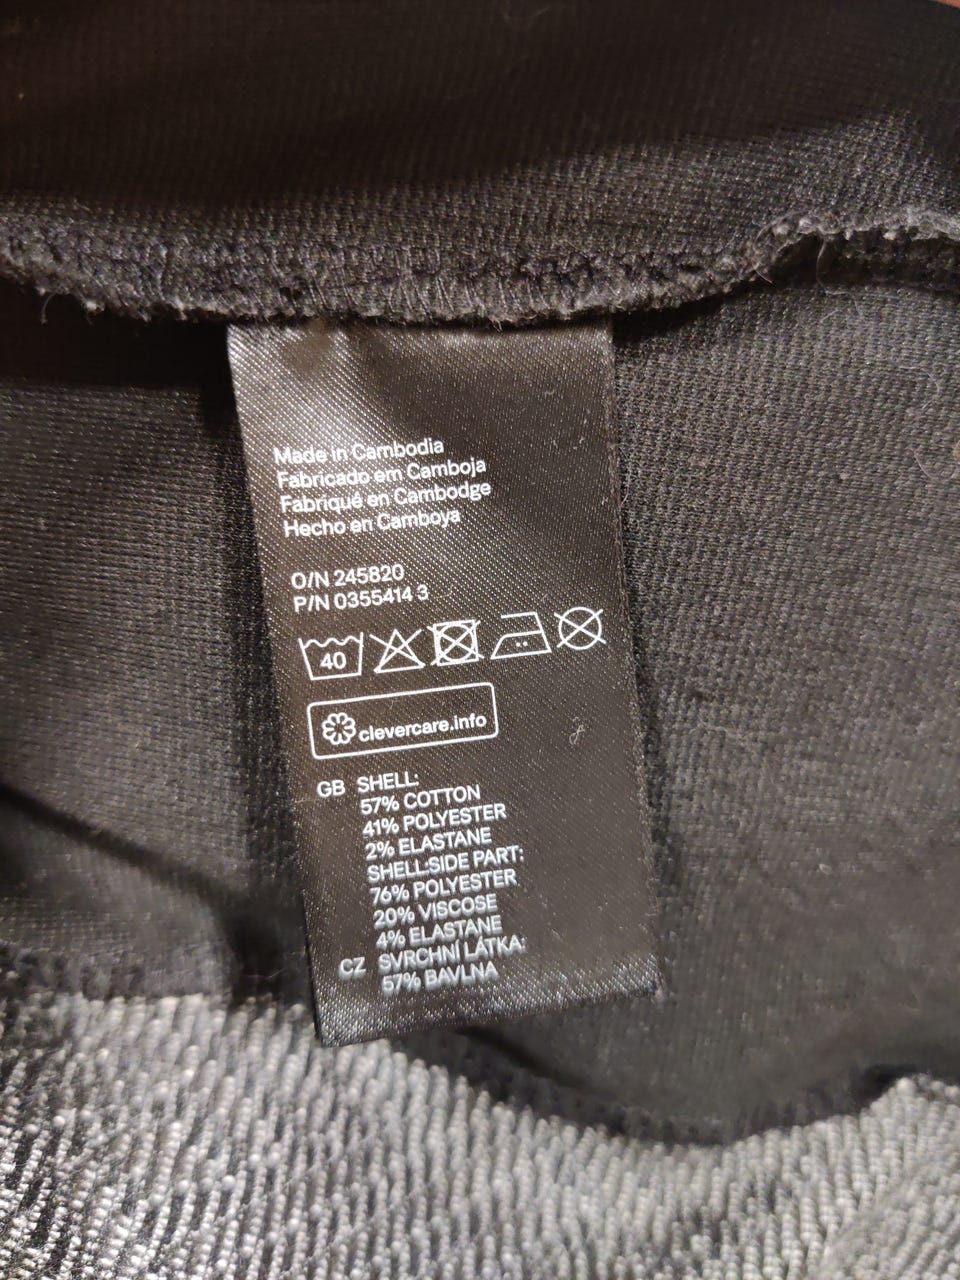 Made in Cambodia
Fabricado em Camboja
Fabriqué en Cambodge
Hecho en Camboya
O/N 245820
P/N 0355414 3
40
clevercare.info
GB SHELL:
57% COTTON
41% POLYESTER
2% ELASTANE
SHELL:SIDE PART:
76% POLYESTER
20% VISCOSE
4% ELASTANE
CZ SVRCHNÍ LÁTKA:
57% BAVLNA